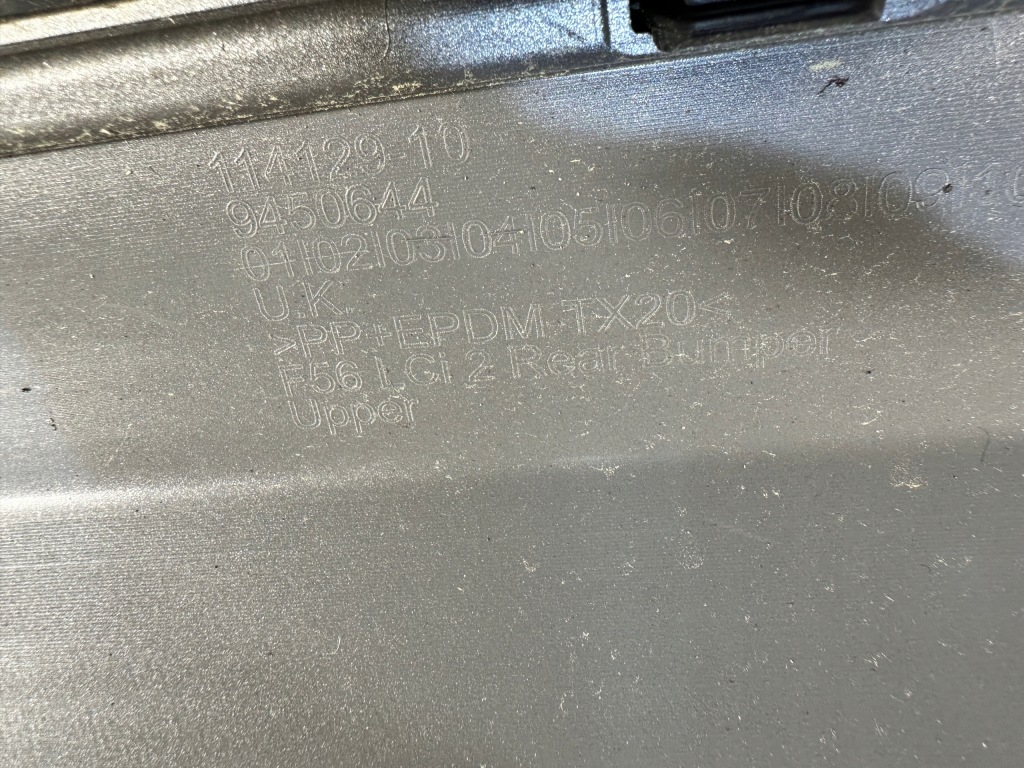 114129-10
9450644
01|02|03|04|05|06|07|08|09|10
U.K.
>PP+EPDM TX20<
F56 LCi 2 Rear Bumper
Upper